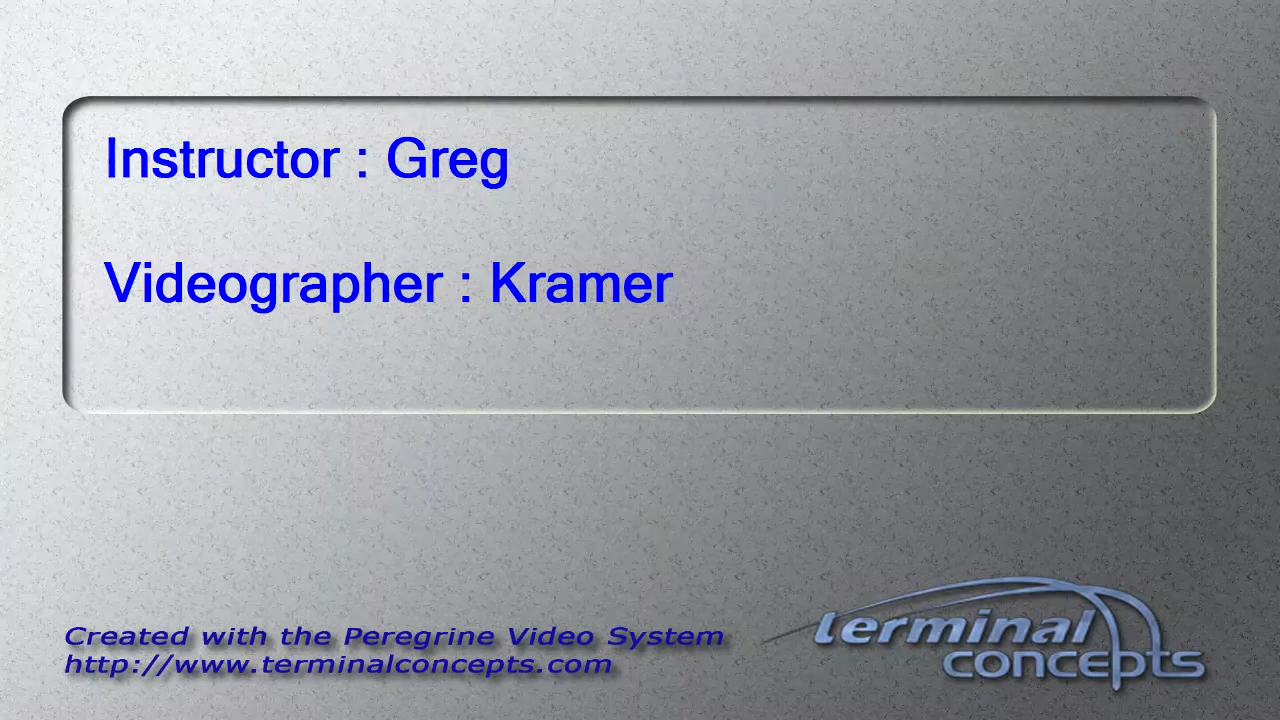 Instructor : Greg
Videographer : Kramer
Created with the Peregrine Video System
http://www.terminalconcepts.com
terminal
concepts